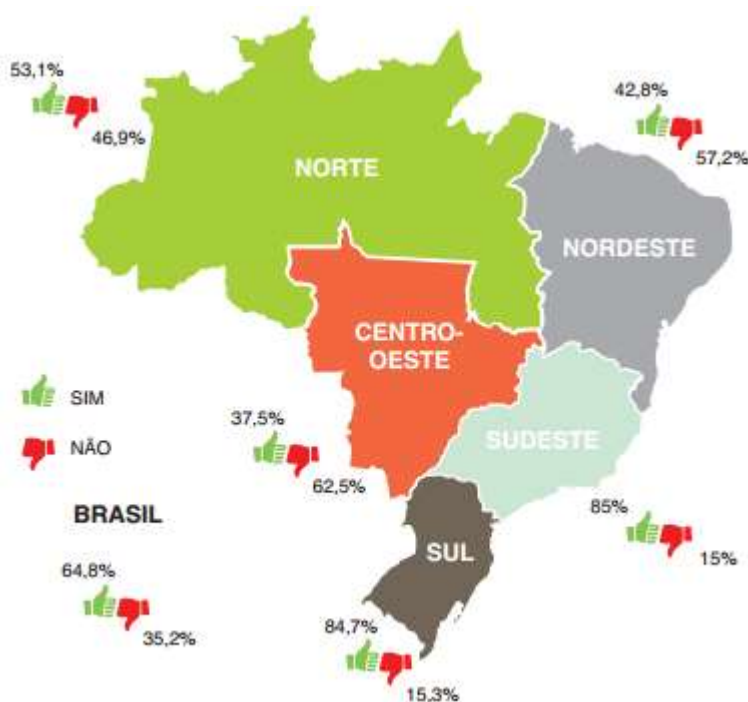 53,1%
46,9%
NORTE
42,8%
57,2%
NORDESTE
CENTRO-
OESTE
SIM
NÃO
37,5%
62,5%
SUDESTE
85%
15%
BRASIL
64,8%
35,2%
SUL
84,7%
15,3%